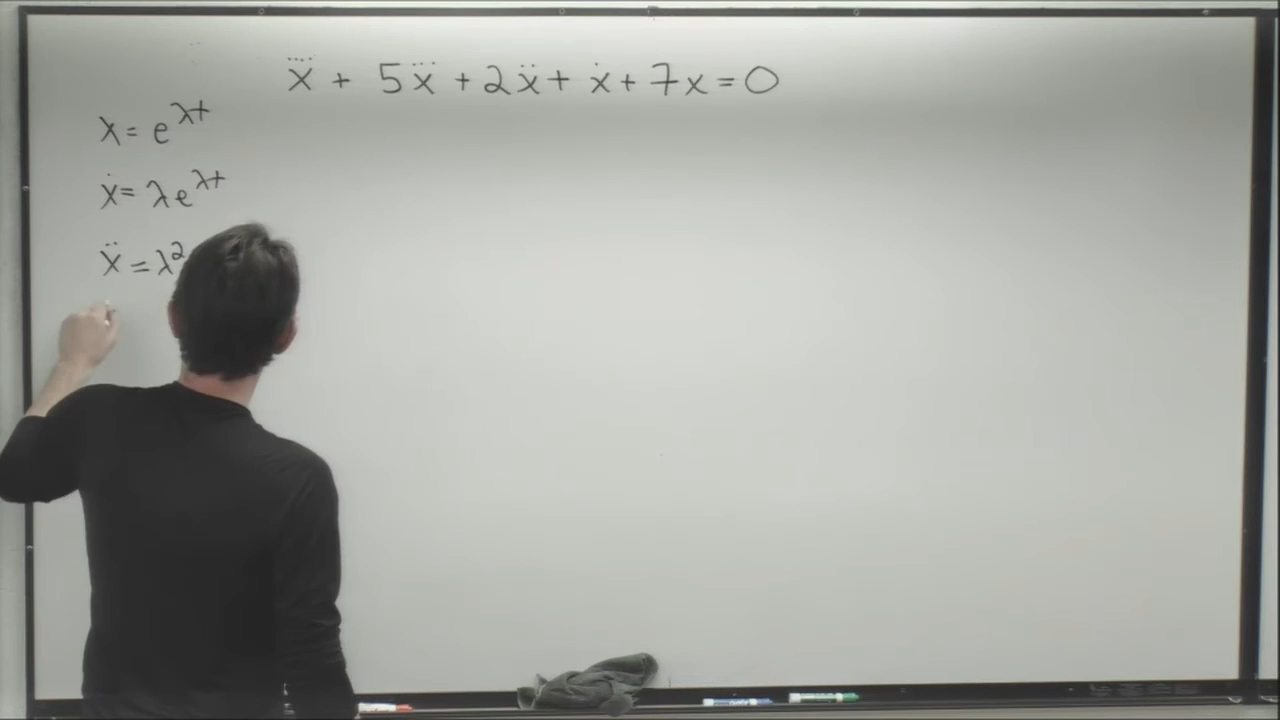 x⃜ + 5x⃛ + 2ẍ + ẋ + 7x = 0
x = e^{λt}
ẋ = λe^{λt}
ẍ = λ²